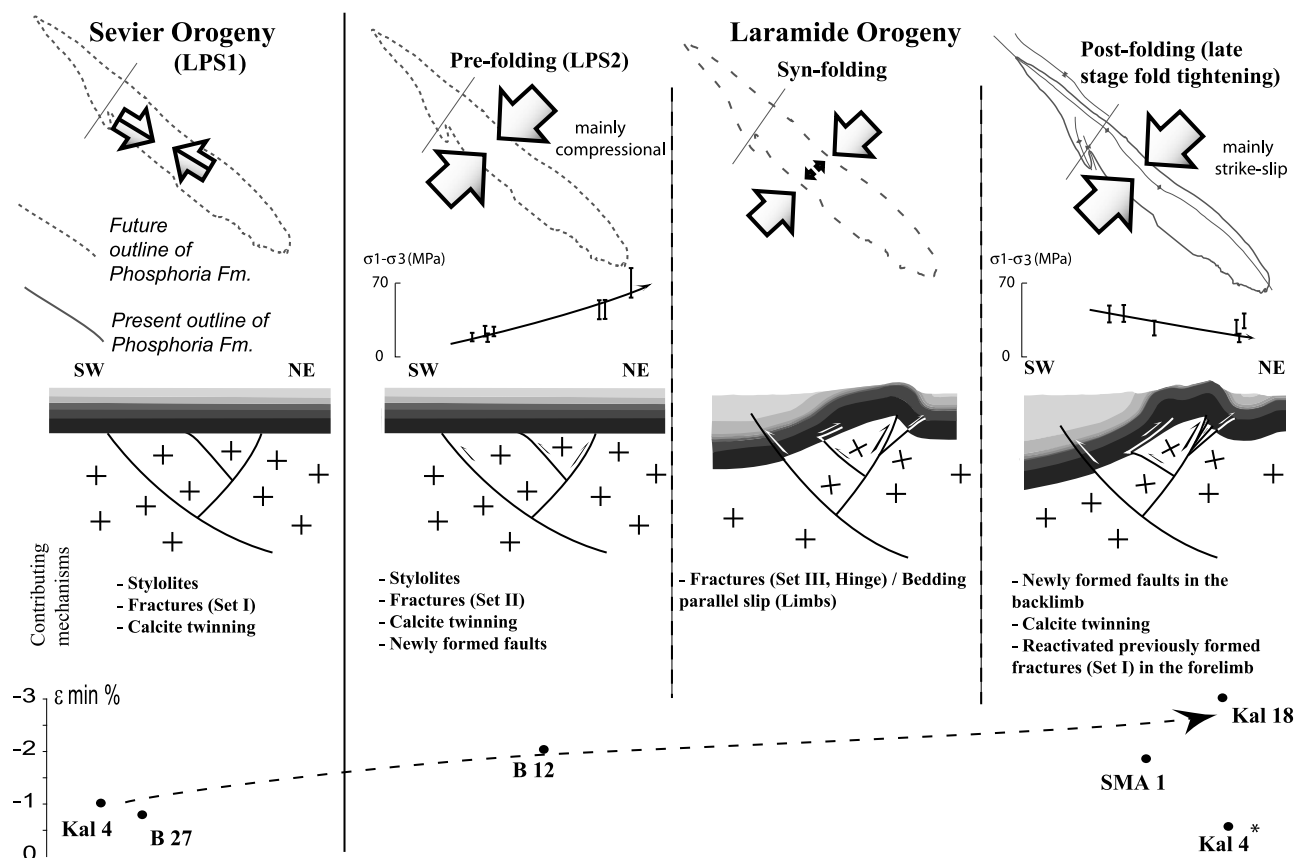 Sevier Orogeny
(LPS1)
Future
outline of
Phosphoria Fm.
Present outline of
Phosphoria Fm.
SW
NE
Contributing
mechanisms
- Stylolites
- Fractures (Set I)
- Calcite twinning
Laramide Orogeny
Pre-folding (LPS2)
mainly
compressional
σ1-σ3 (MPa)
70
0
SW
NE
- Stylolites
- Fractures (Set II)
- Calcite twinning
- Newly formed faults
Syn-folding
- Fractures (Set III, Hinge) / Bedding
parallel slip (Limbs)
Post-folding (late
stage fold tightening)
mainly
strike-slip
σ1-σ3 (MPa)
70
0
SW
NE
- Newly formed faults in the
backlimb
- Calcite twinning
- Reactivated previously formed
fractures (Set I) in the forelimb
ε min %
-3
-2
-1
0
Kal 4
B 27
B 12
SMA 1
Kal 18
Kal 4*